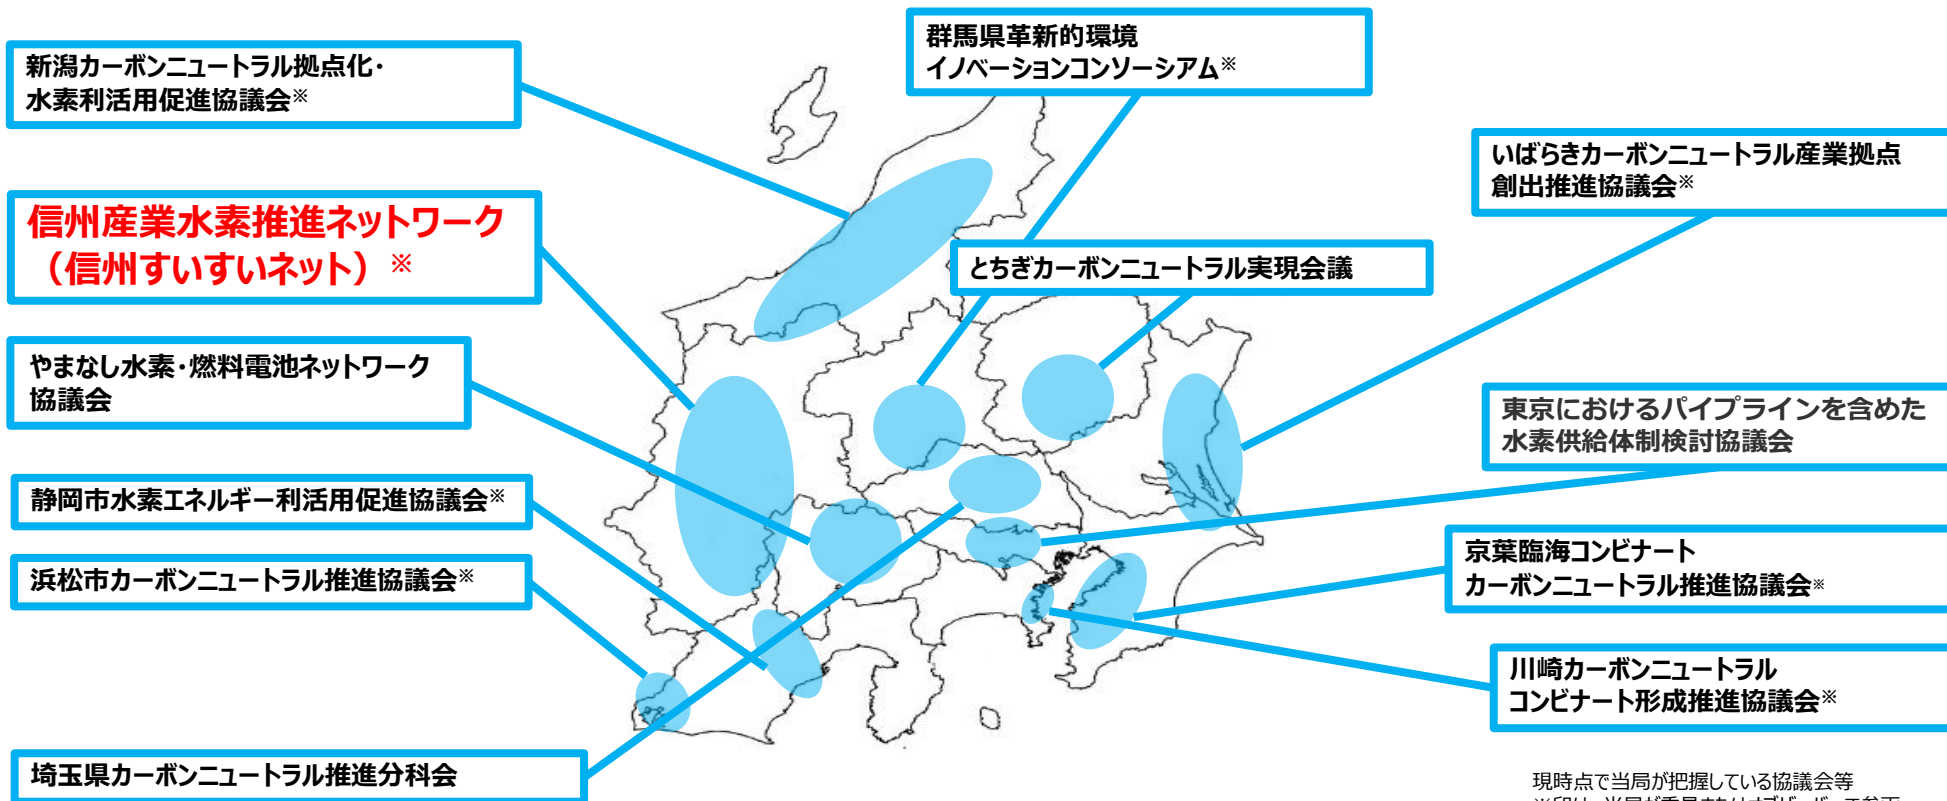 新潟カーボンニュートラル拠点化・
水素利活用促進協議会※
信州産業水素推進ネットワーク
（信州すいすいネット）※
やまなし水素・燃料電池ネットワーク
協議会
静岡市水素エネルギー利活用促進協議会※
浜松市カーボンニュートラル推進協議会※
埼玉県カーボンニュートラル推進分科会
群馬県革新的環境
イノベーションコンソーシアム※
とちぎカーボンニュートラル実現会議
いばらきカーボンニュートラル産業拠点
創出推進協議会※
東京におけるパイプラインを含めた
水素供給体制検討協議会
京葉臨海コンビナート
カーボンニュートラル推進協議会※
川崎カーボンニュートラル
コンビナート形成推進協議会※
現時点で当局が把握している協議会等